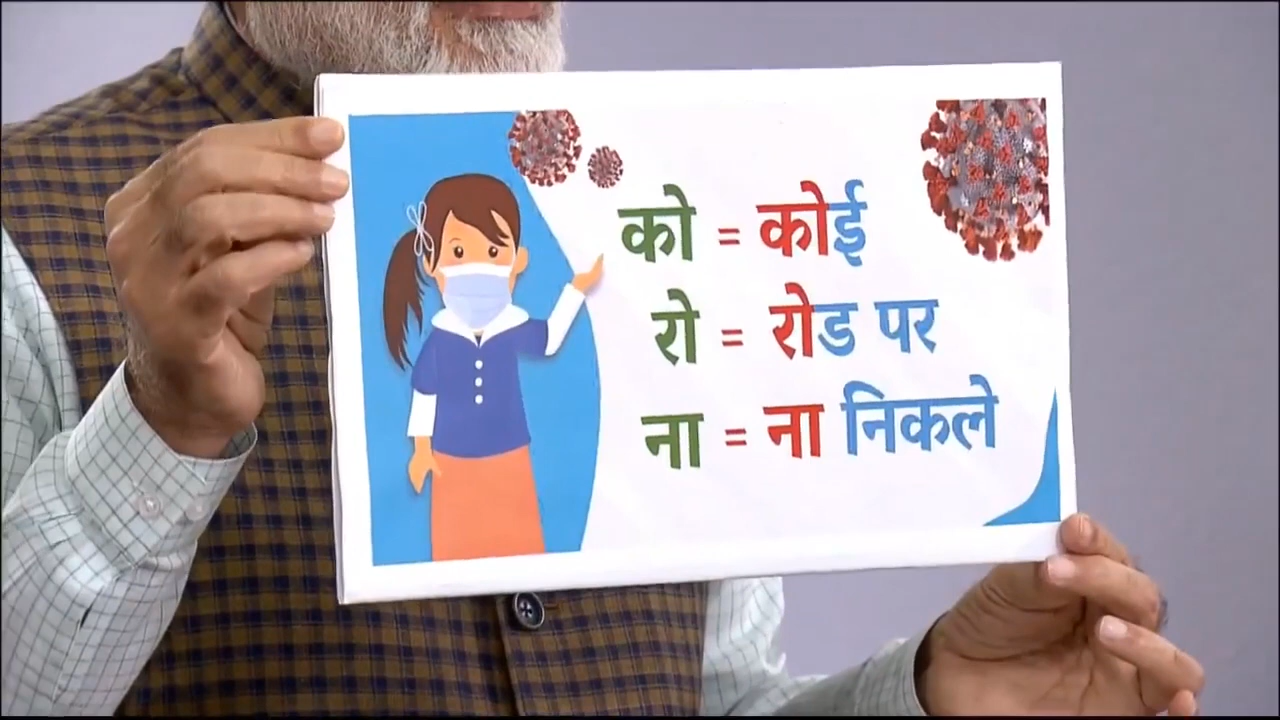 को = कोई
रो = रोड पर
ना = ना निकले